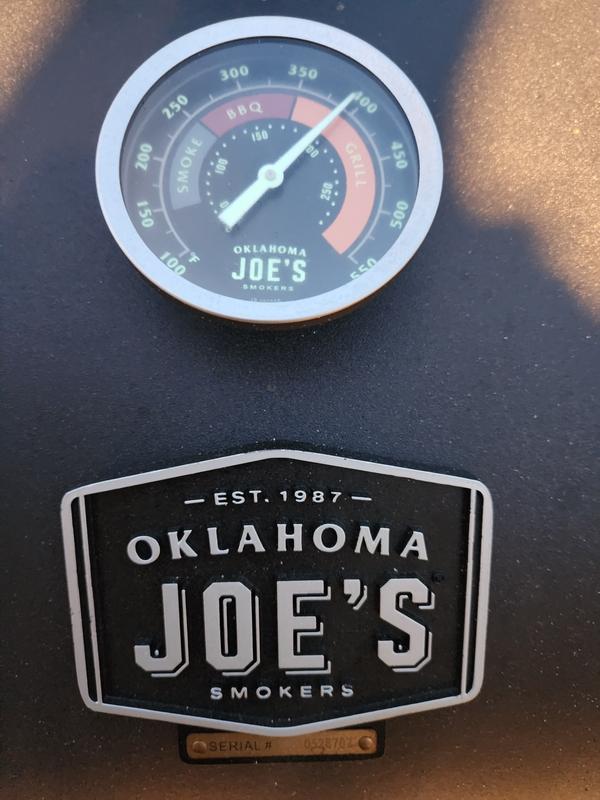 300
350
250
400
200
450
150
500
100
550
°F
SMOKE
BBQ
GRILL
100
150
250
OKLAHOMA
JOE'S
SMOKERS
— EST. 1987 —
OKLAHOMA
JOE'S
SMOKERS
SERIAL #